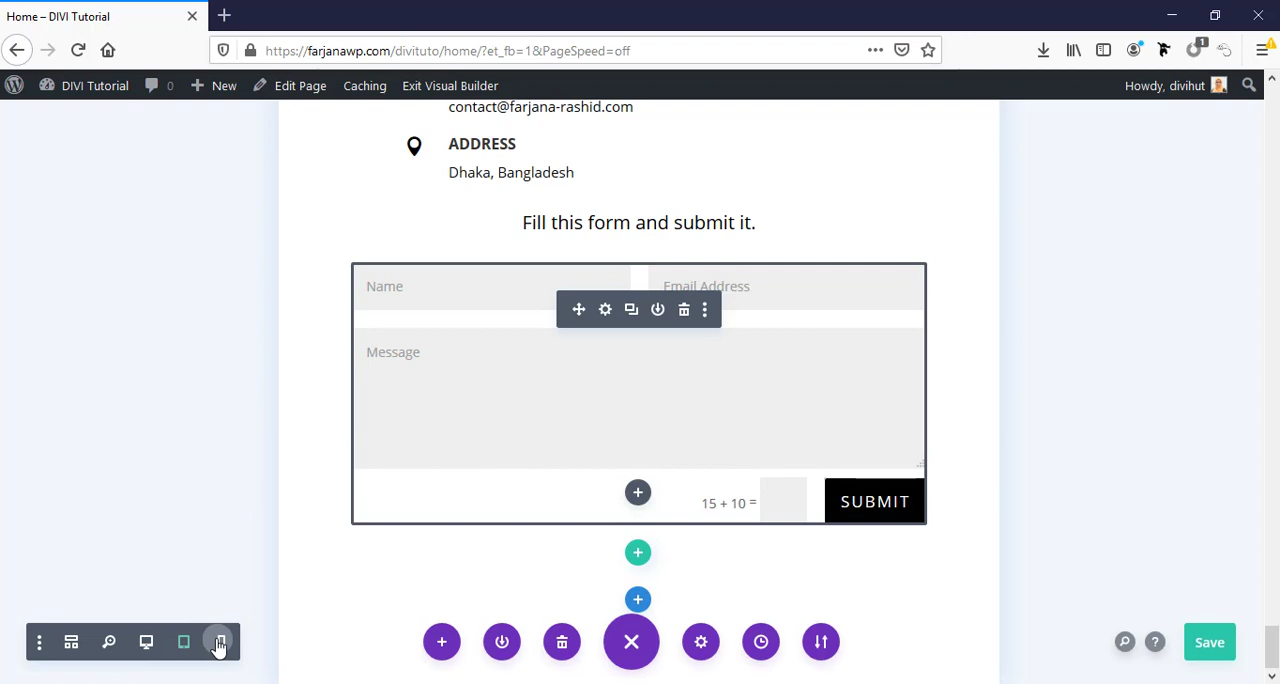 Home – DIVI Tutorial
https://farjanawp.com/divituto/home/?et_fb=1&PageSpeed=off
1
DIVI Tutorial 0 New Edit Page Caching Exit Visual Builder Howdy, divihut
contact@farjana-rashid.com
ADDRESS
Dhaka, Bangladesh
Fill this form and submit it.
Name Email Address
Message
15 + 10 = SUBMIT
Save